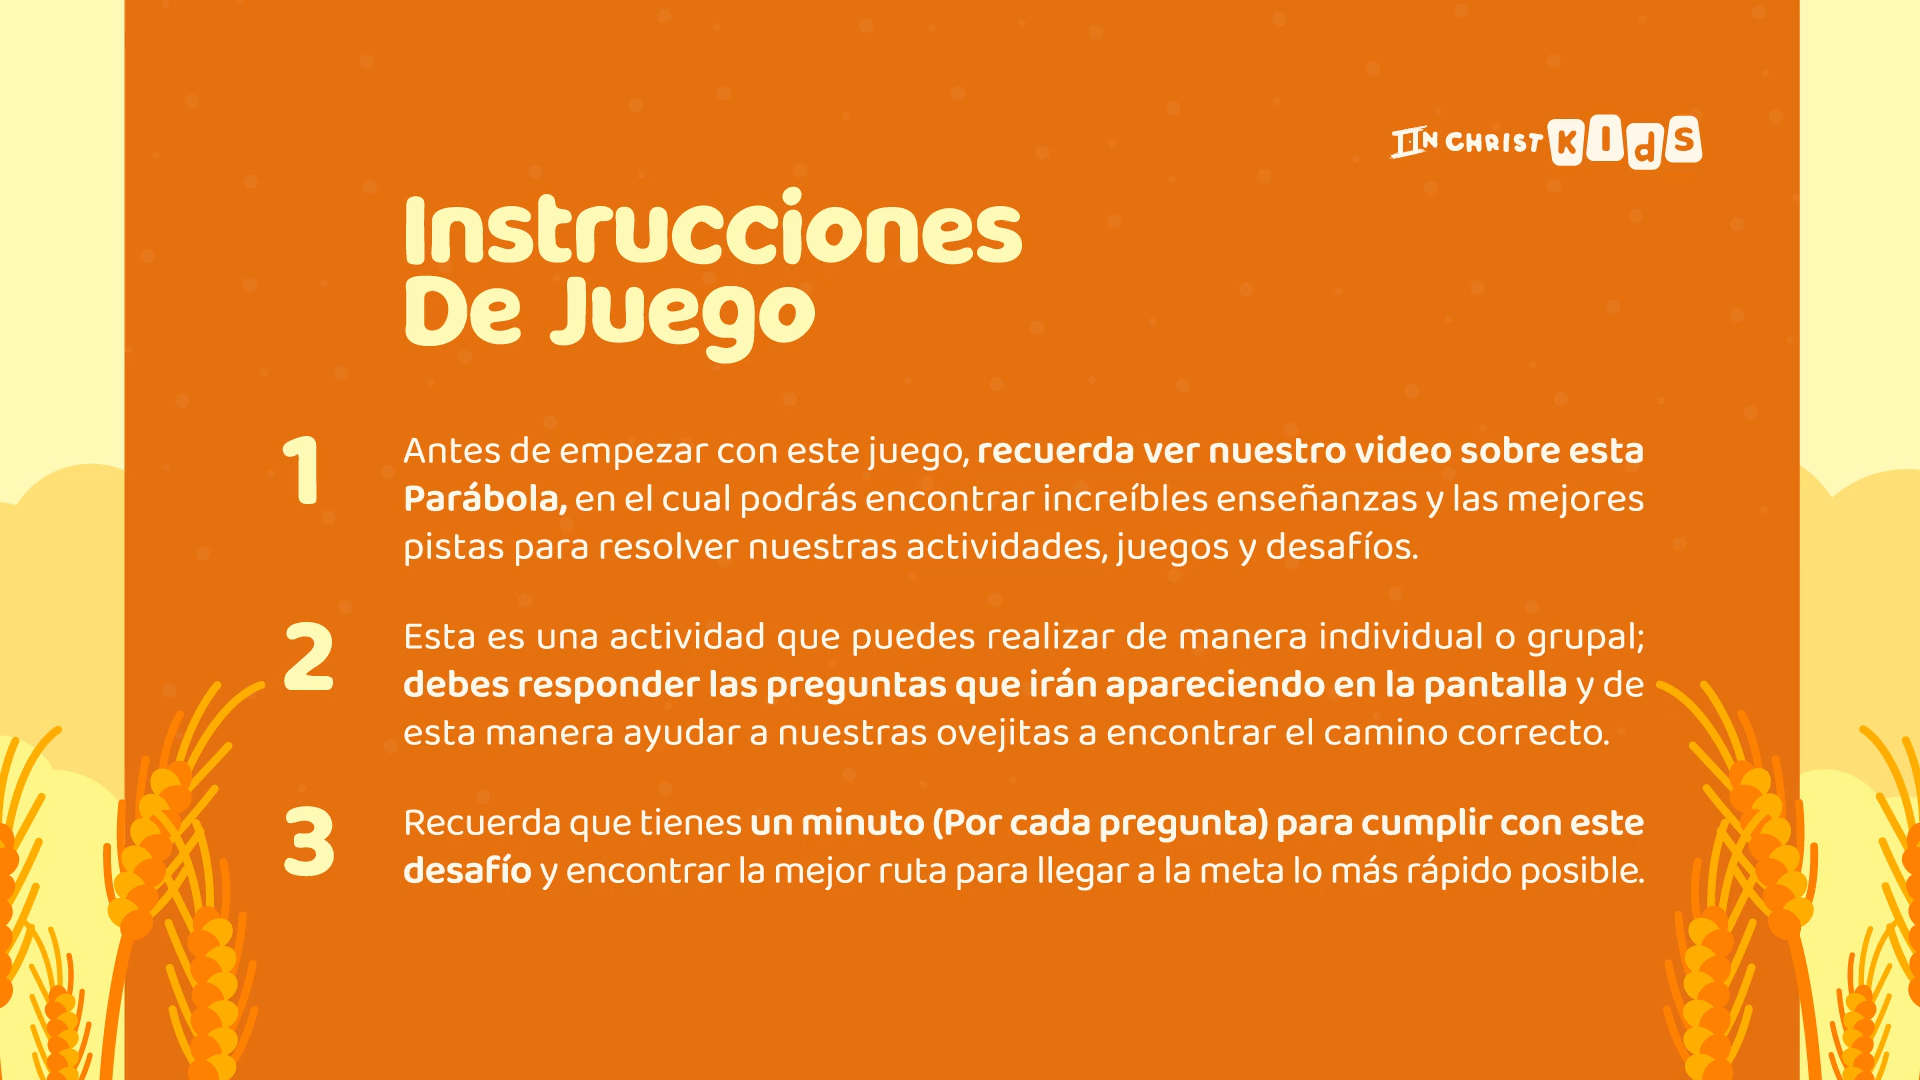 IN CHRIST KIdS
Instrucciones
De Juego
1
Antes de empezar con este juego, recuerda ver nuestro video sobre esta
Parábola, en el cual podrás encontrar increíbles enseñanzas y las mejores
pistas para resolver nuestras actividades, juegos y desafíos.
2
Esta es una actividad que puedes realizar de manera individual o grupal;
debes responder las preguntas que irán apareciendo en la pantalla y de
esta manera ayudar a nuestras ovejitas a encontrar el camino correcto.
3
Recuerda que tienes un minuto (Por cada pregunta) para cumplir con este
desafío y encontrar la mejor ruta para llegar a la meta lo más rápido posible.